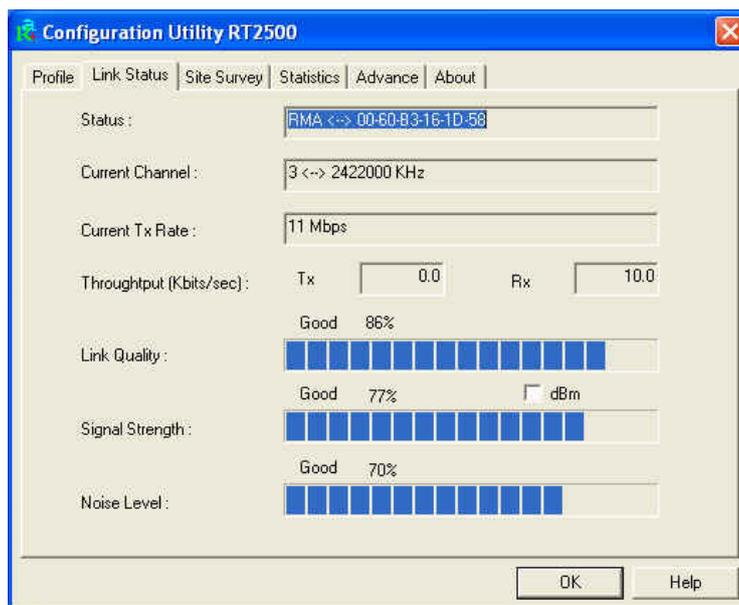 Configuration Utility RT2500
Profile Link Status Site Survey Statistics Advance About
Status : RMA <--> 00-60-B3-16-1D-58
Current Channel : 3 <--> 2422000 KHz
Current Tx Rate : 11 Mbps
Throughtput (Kbits/sec) : Tx 0.0 Rx 10.0
Good 86%
Link Quality :
Good 77% dBm
Signal Strength :
Good 70%
Noise Level :
OK Help